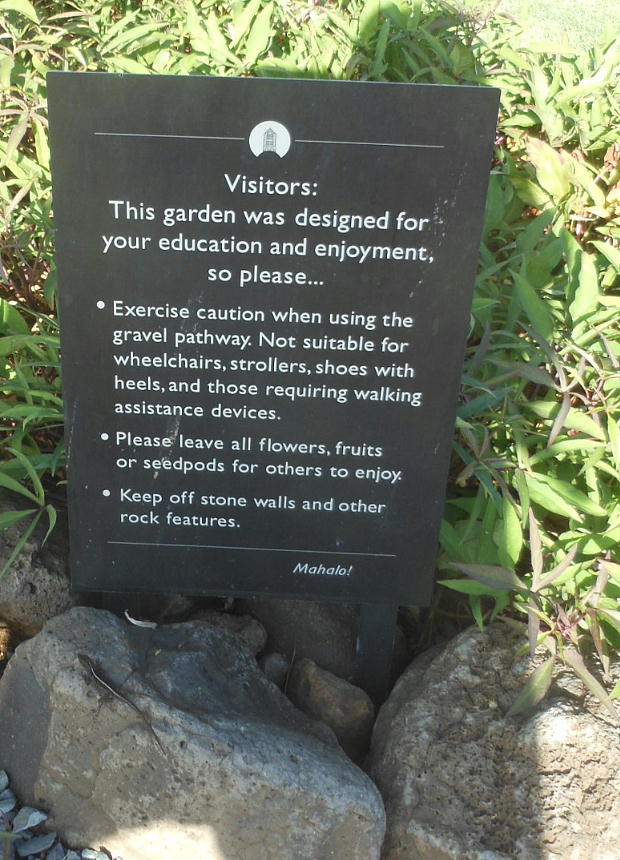 Visitors:
This garden was designed for
your education and enjoyment,
so please...
• Exercise caution when using the
gravel pathway. Not suitable for
wheelchairs, strollers, shoes with
heels, and those requiring walking
assistance devices.
• Please leave all flowers, fruits
or seedpods for others to enjoy.
• Keep off stone walls and other
rock features.
Mahalo!